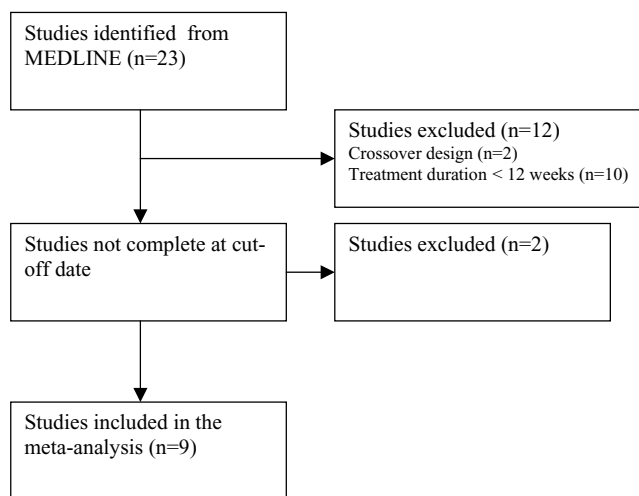 Studies identified from
MEDLINE (n=23)
Studies excluded (n=12)
Crossover design (n=2)
Treatment duration < 12 weeks (n=10)
Studies not complete at cut-
off date
Studies excluded (n=2)
Studies included in the
meta-analysis (n=9)